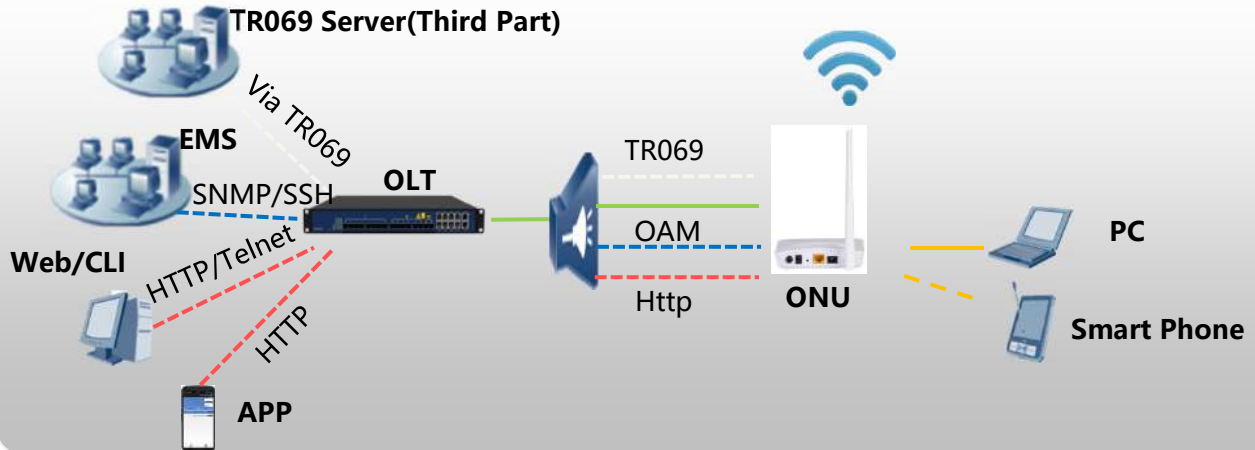 TR069 Server(Third Part)
Via TR069
EMS
SNMP/SSH
OLT
TR069
OAM
Http
ONU
PC
Smart Phone
Web/CLI
HTTP/Telnet
HTTP
APP